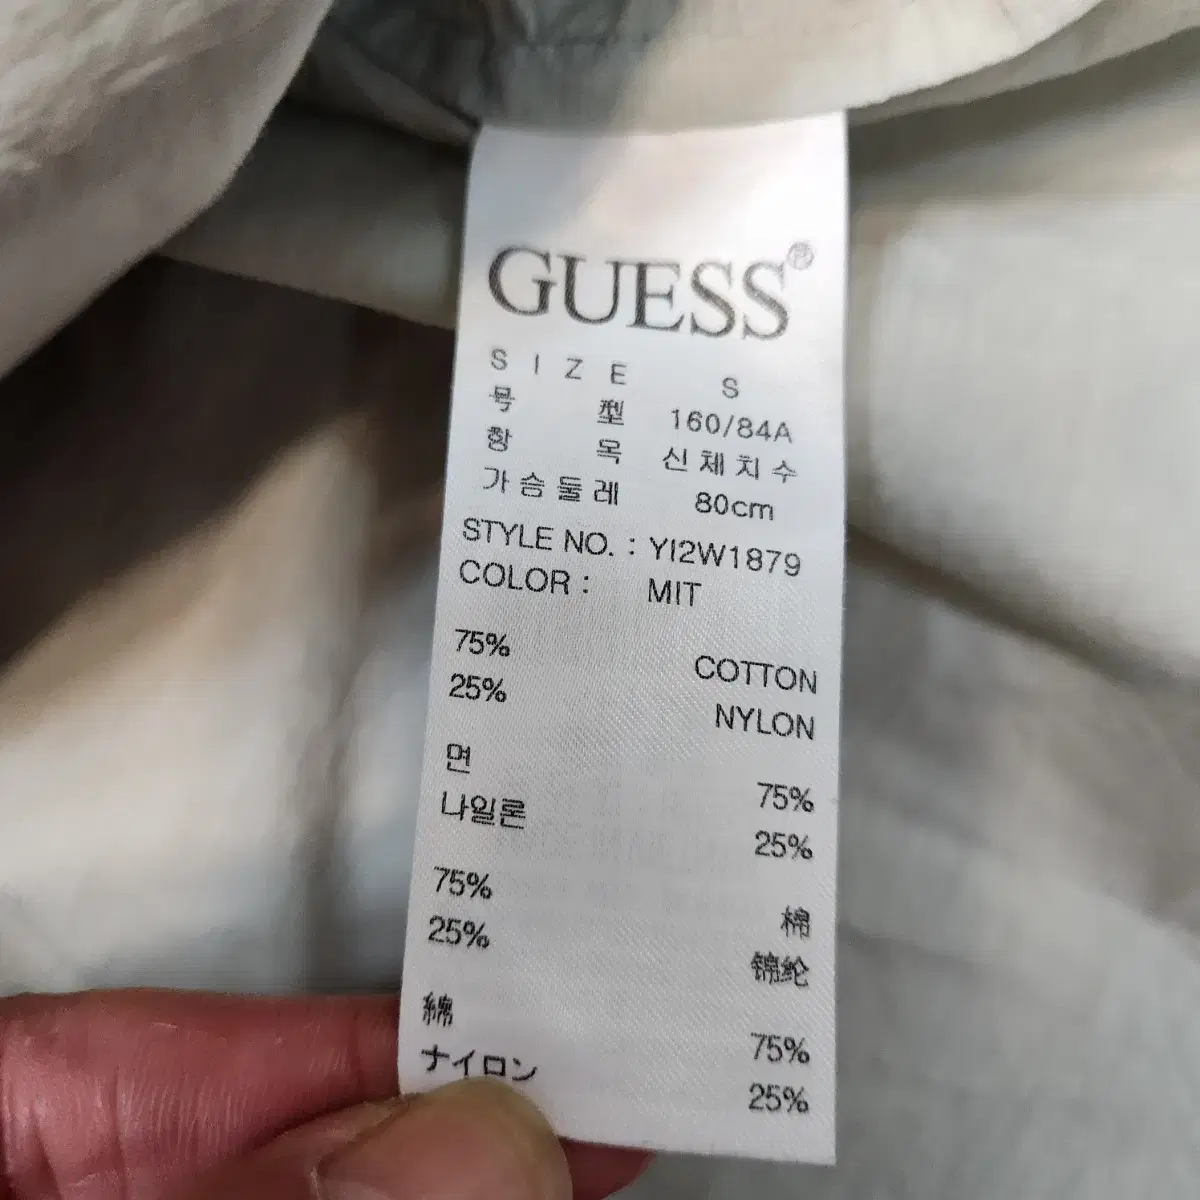 GUESS®
SIZE S
号型 160/84A
항목 신체치수
가슴둘레 80cm
STYLE NO. : YI2W1879
COLOR : MIT
75% COTTON
25% NYLON
면 75%
나일론 25%
75% 棉
25% 锦纶
綿 75%
ナイロン 25%